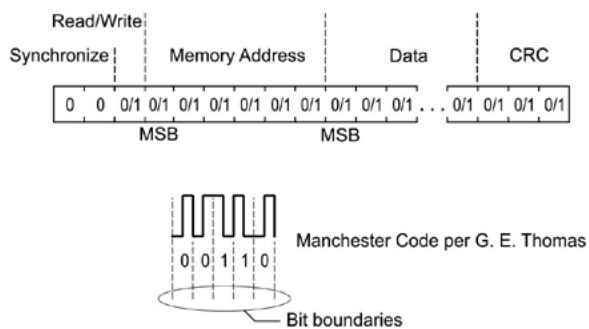 Read/Write
Synchronize Memory Address Data CRC
0 0 0/1 0/1 0/1 0/1 0/1 0/1 0/1 0/1 0/1 0/1 ... 0/1 0/1 0/1 0/1
MSB MSB
Manchester Code per G. E. Thomas
0 0 1 1 0
Bit boundaries